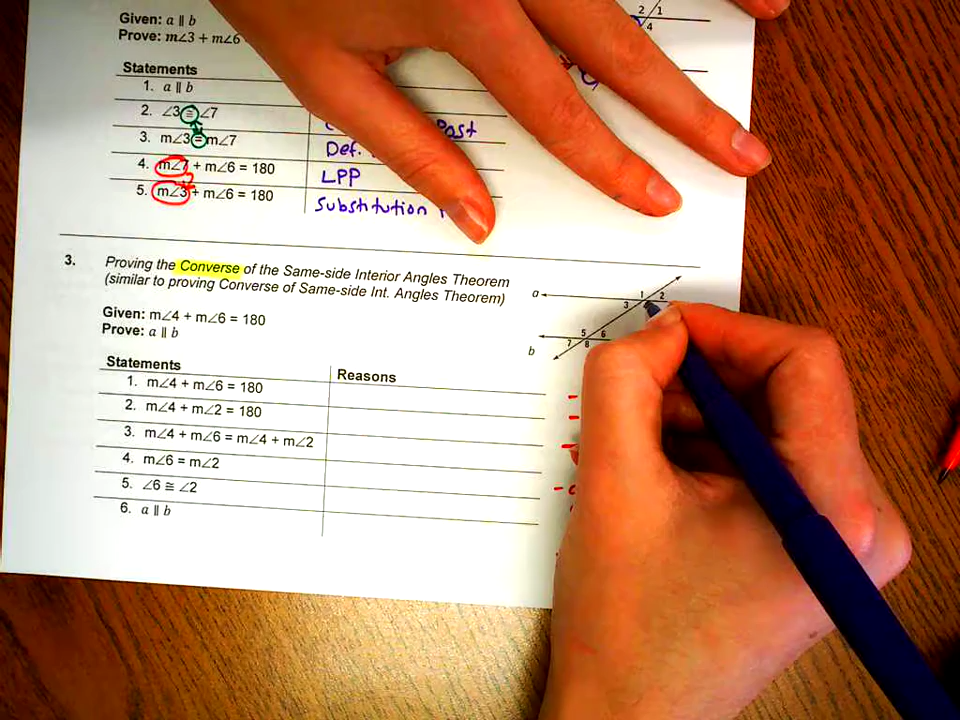 2 1
4
Given: a ∥ b
Prove: m∠3 + m∠6
Statements
1. a ∥ b
2. ∠3 ≅ ∠7
Post
3. m∠3 = m∠7
Def.
4. m∠7 + m∠6 = 180
LPP
5. m∠3 + m∠6 = 180
Substitution
3. Proving the Converse of the Same-side Interior Angles Theorem
(similar to proving Converse of Same-side Int. Angles Theorem)
Given: m∠4 + m∠6 = 180
Prove: a ∥ b
a 1 2
3
5 6
b 7 8
Statements Reasons
1. m∠4 + m∠6 = 180
2. m∠4 + m∠2 = 180
3. m∠4 + m∠6 = m∠4 + m∠2
4. m∠6 = m∠2
5. ∠6 ≅ ∠2
6. a ∥ b